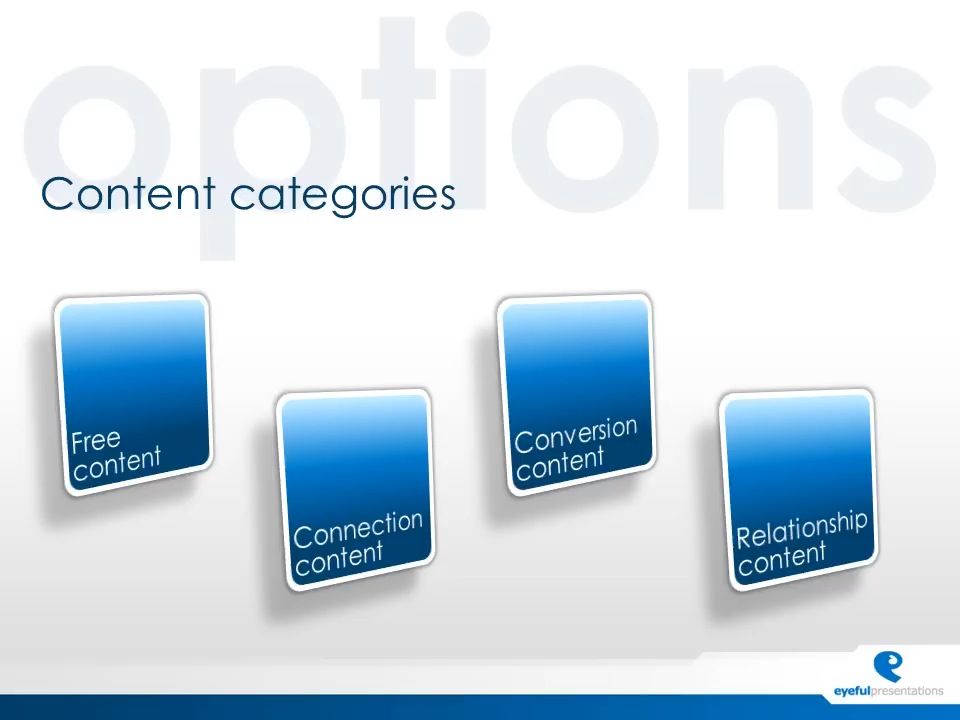 options
Content categories
Free
content
Connection
content
Conversion
content
Relationship
content
eyefulpresentations